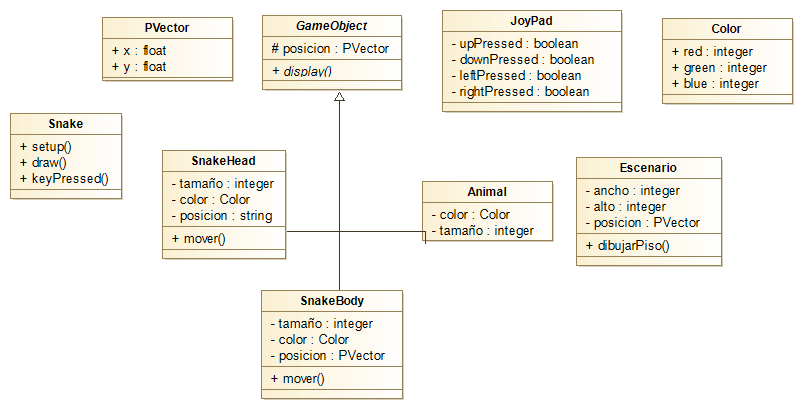 PVector
+ x : float
+ y : float
GameObject
# posicion : PVector
+ display()
JoyPad
- upPressed : boolean
- downPressed : boolean
- leftPressed : boolean
- rightPressed : boolean
Color
+ red : integer
+ green : integer
+ blue : integer
Snake
+ setup()
+ draw()
+ keyPressed()
SnakeHead
- tamaño : integer
- color : Color
- posicion : string
+ mover()
Animal
- color : Color
- tamaño : integer
Escenario
- ancho : integer
- alto : integer
- posicion : PVector
+ dibujarPiso()
SnakeBody
- tamaño : integer
- color : Color
- posicion : PVector
+ mover()